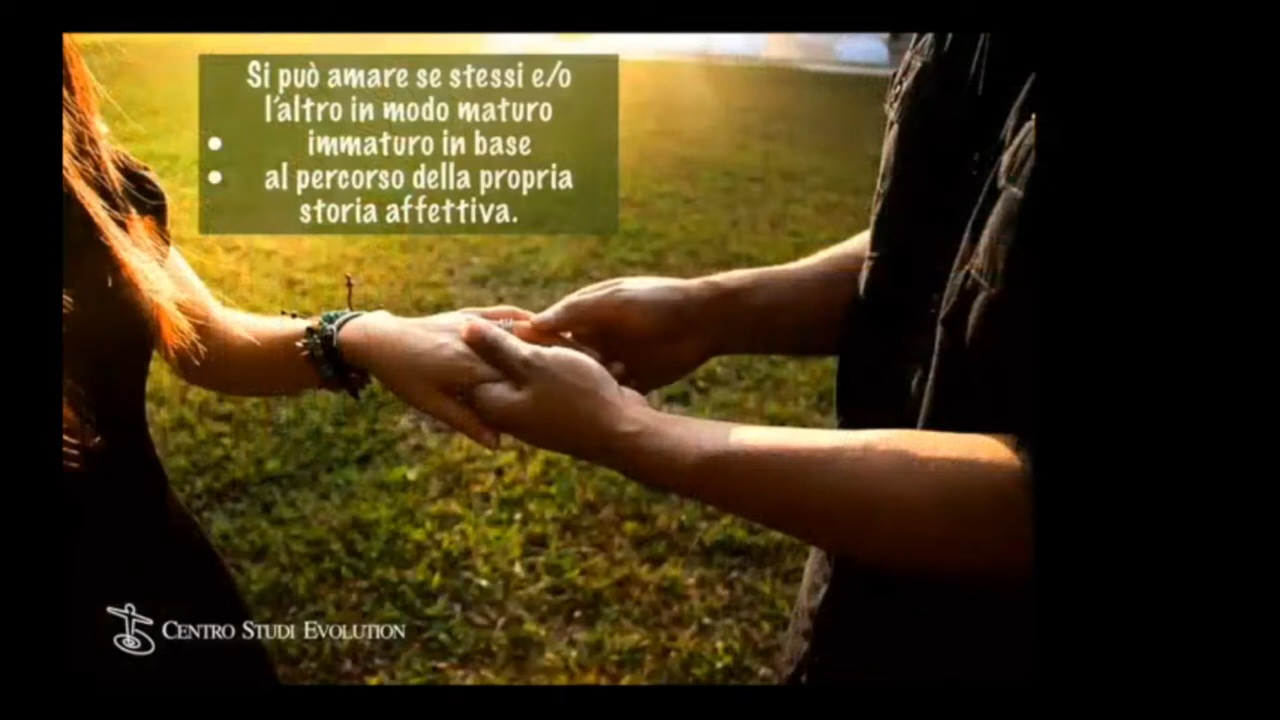 Si può amare se stessi e/o
l'altro in modo maturo
• immaturo in base
• al percorso della propria
storia affettiva.
CENTRO STUDI EVOLUTION